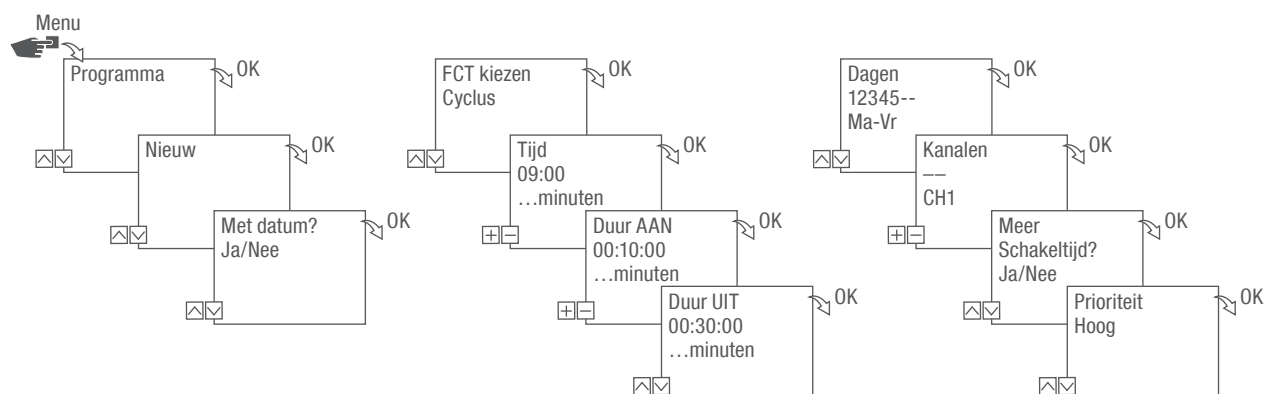 Menu
Programma
OK
Nieuw
OK
Met datum?
Ja/Nee
OK
FCT kiezen
Cyclus
OK
Tijd
09:00
…minuten
OK
Duur AAN
00:10:00
…minuten
OK
Duur UIT
00:30:00
…minuten
OK
Dagen
12345--
Ma-Vr
OK
Kanalen
––
CH1
OK
Meer
Schakeltijd?
Ja/Nee
OK
Prioriteit
Hoog
OK